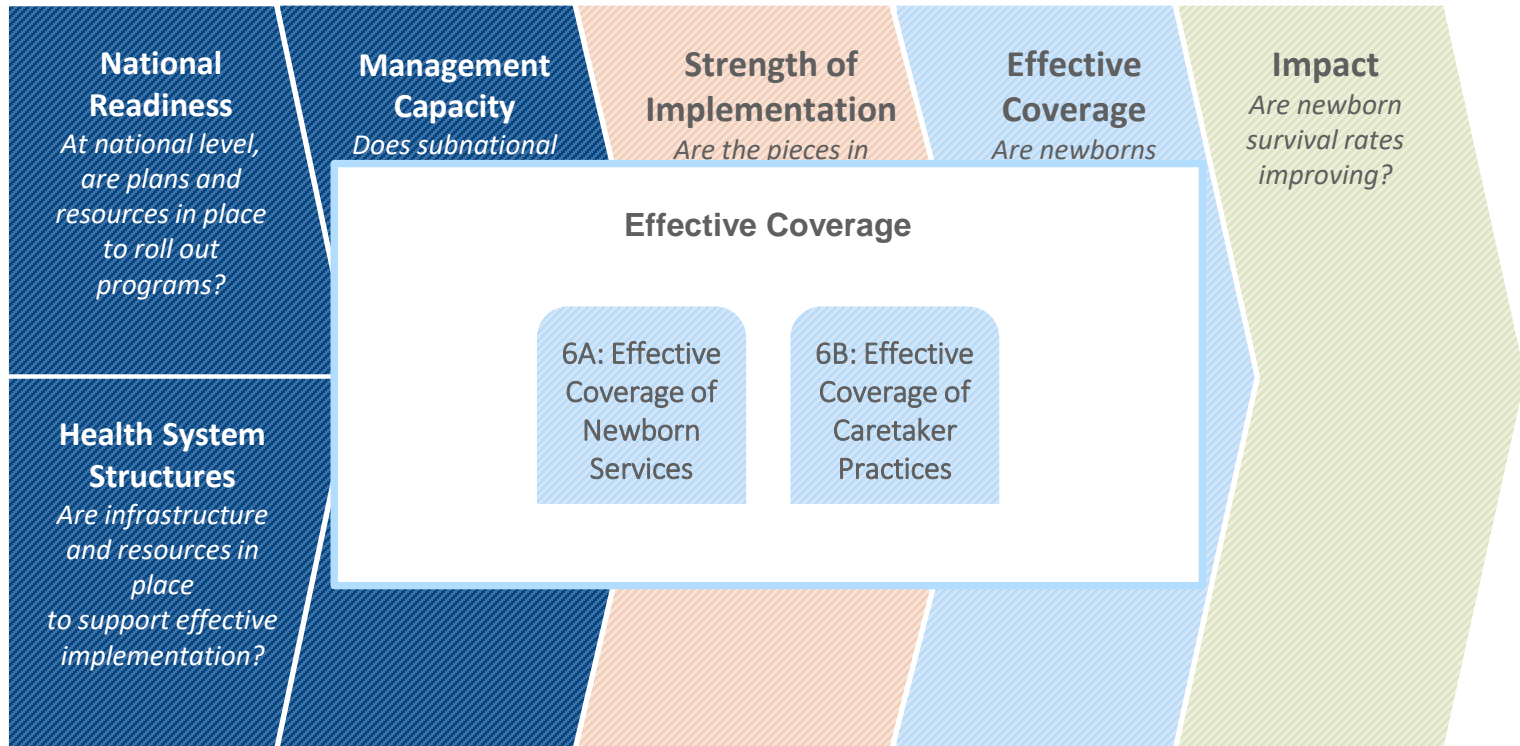 National
Readiness
At national level,
are plans and
resources in place
to roll out
programs?
Health System
Structures
Are infrastructure
and resources in
place
to support effective
implementation?
Management
Capacity
Does subnational
Strength of
Implementation
Are the pieces in
Effective
Coverage
Are newborns
Impact
Are newborn
survival rates
improving?
Effective Coverage
6A: Effective
Coverage of
Newborn
Services
6B: Effective
Coverage of
Caretaker
Practices